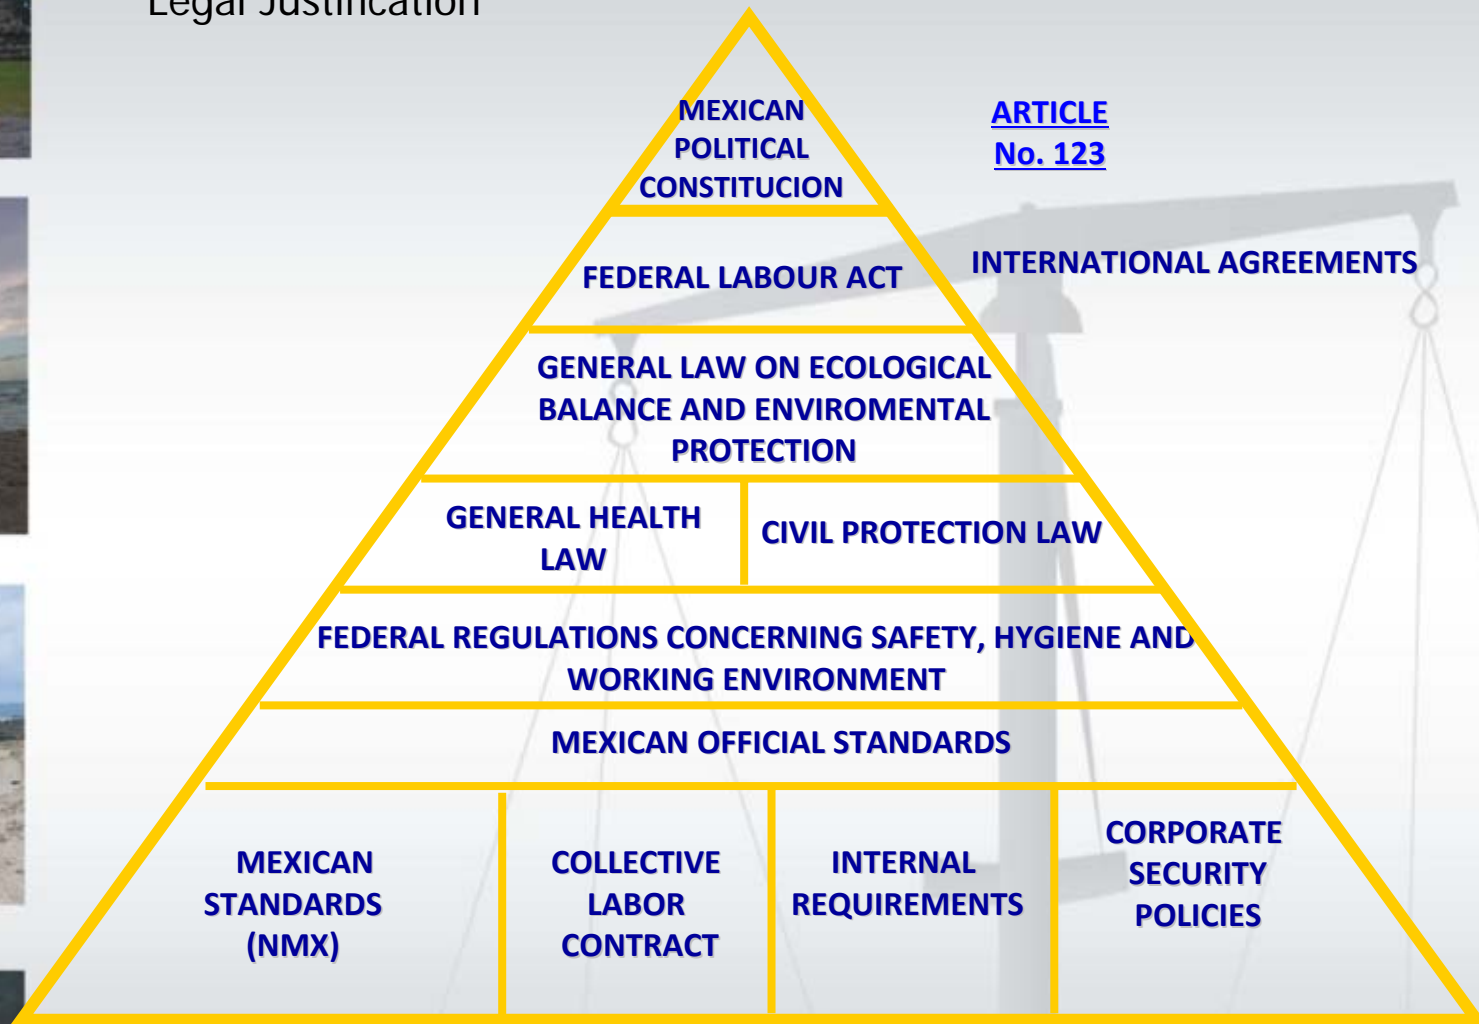 Legal Justification
MEXICAN
POLITICAL
CONSTITUCION
ARTICLE
No. 123
FEDERAL LABOUR ACT
INTERNATIONAL AGREEMENTS
GENERAL LAW ON ECOLOGICAL
BALANCE AND ENVIROMENTAL
PROTECTION
GENERAL HEALTH
LAW
CIVIL PROTECTION LAW
FEDERAL REGULATIONS CONCERNING SAFETY, HYGIENE AND
WORKING ENVIRONMENT
MEXICAN OFFICIAL STANDARDS
MEXICAN
STANDARDS
(NMX)
COLLECTIVE
LABOR
CONTRACT
INTERNAL
REQUIREMENTS
CORPORATE
SECURITY
POLICIES